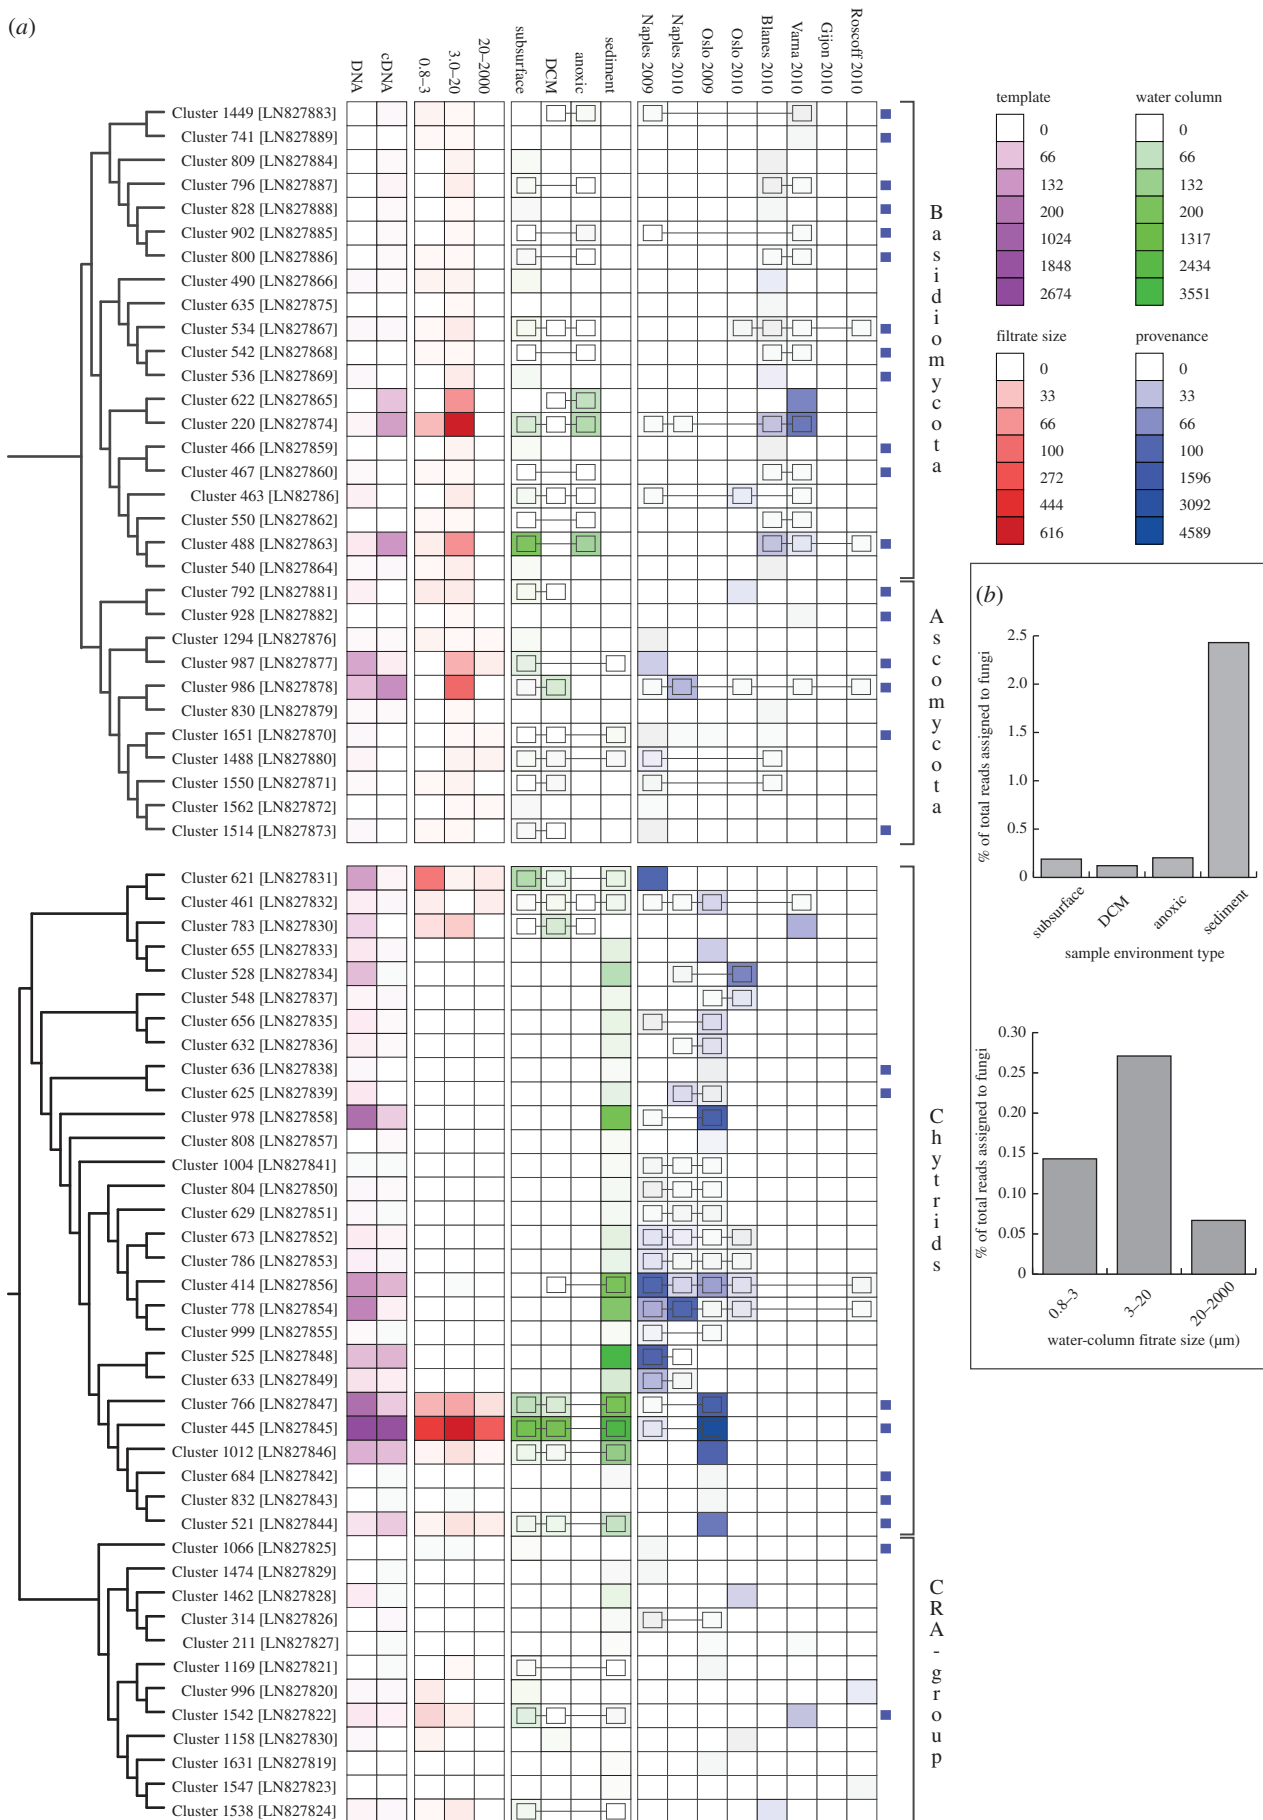 (a)
DNA
cDNA
0.8–3
3.0–20
20–2000
subsurface
DCM
anoxic
sediment
Naples 2009
Naples 2010
Oslo 2009
Oslo 2010
Blanes 2010
Varna 2010
Gijon 2010
Roscoff 2010
Cluster 1449 [LN827883]
Cluster 741 [LN827889]
Cluster 809 [LN827884]
Cluster 796 [LN827887]
Cluster 828 [LN827888]
Cluster 902 [LN827885]
Cluster 800 [LN827886]
Cluster 490 [LN827866]
Cluster 635 [LN827875]
Cluster 534 [LN827867]
Cluster 542 [LN827868]
Cluster 536 [LN827869]
Cluster 622 [LN827865]
Cluster 220 [LN827874]
Cluster 466 [LN827859]
Cluster 467 [LN827860]
Cluster 463 [LN82786]
Cluster 550 [LN827862]
Cluster 488 [LN827863]
Cluster 540 [LN827864]
Basidiomycota
Cluster 792 [LN827881]
Cluster 928 [LN827882]
Cluster 1294 [LN827876]
Cluster 987 [LN827877]
Cluster 986 [LN827878]
Cluster 830 [LN827879]
Cluster 1651 [LN827870]
Cluster 1488 [LN827880]
Cluster 1550 [LN827871]
Cluster 1562 [LN827872]
Cluster 1514 [LN827873]
Ascomycota
Cluster 621 [LN827831]
Cluster 461 [LN827832]
Cluster 783 [LN827830]
Cluster 655 [LN827833]
Cluster 528 [LN827834]
Cluster 548 [LN827837]
Cluster 656 [LN827835]
Cluster 632 [LN827836]
Cluster 636 [LN827838]
Cluster 625 [LN827839]
Cluster 978 [LN827858]
Cluster 808 [LN827857]
Cluster 1004 [LN827841]
Cluster 804 [LN827850]
Cluster 629 [LN827851]
Cluster 673 [LN827852]
Cluster 786 [LN827853]
Cluster 414 [LN827856]
Cluster 778 [LN827854]
Cluster 999 [LN827855]
Cluster 525 [LN827848]
Cluster 633 [LN827849]
Cluster 766 [LN827847]
Cluster 445 [LN827845]
Cluster 1012 [LN827846]
Cluster 684 [LN827842]
Cluster 832 [LN827843]
Cluster 521 [LN827844]
Chytrids
Cluster 1066 [LN827825]
Cluster 1474 [LN827829]
Cluster 1462 [LN827828]
Cluster 314 [LN827826]
Cluster 211 [LN827827]
Cluster 1169 [LN827821]
Cluster 996 [LN827820]
Cluster 1542 [LN827822]
Cluster 1158 [LN827830]
Cluster 1631 [LN827819]
Cluster 1547 [LN827823]
Cluster 1538 [LN827824]
CRA-group
template
0
66
132
200
1024
1848
2674
water column
0
66
132
200
1317
2434
3551
filtrate size
0
33
66
100
272
444
616
provenance
0
33
66
100
1596
3092
4589
(b)
% of total reads assigned to fungi
2.5
2.0
1.5
1.0
0.5
0
subsurface
DCM
anoxic
sediment
sample environment type
% of total reads assigned to fungi
0.30
0.25
0.20
0.15
0.10
0.05
0
0.8–3
3–20
20–2000
water-column fitrate size (µm)